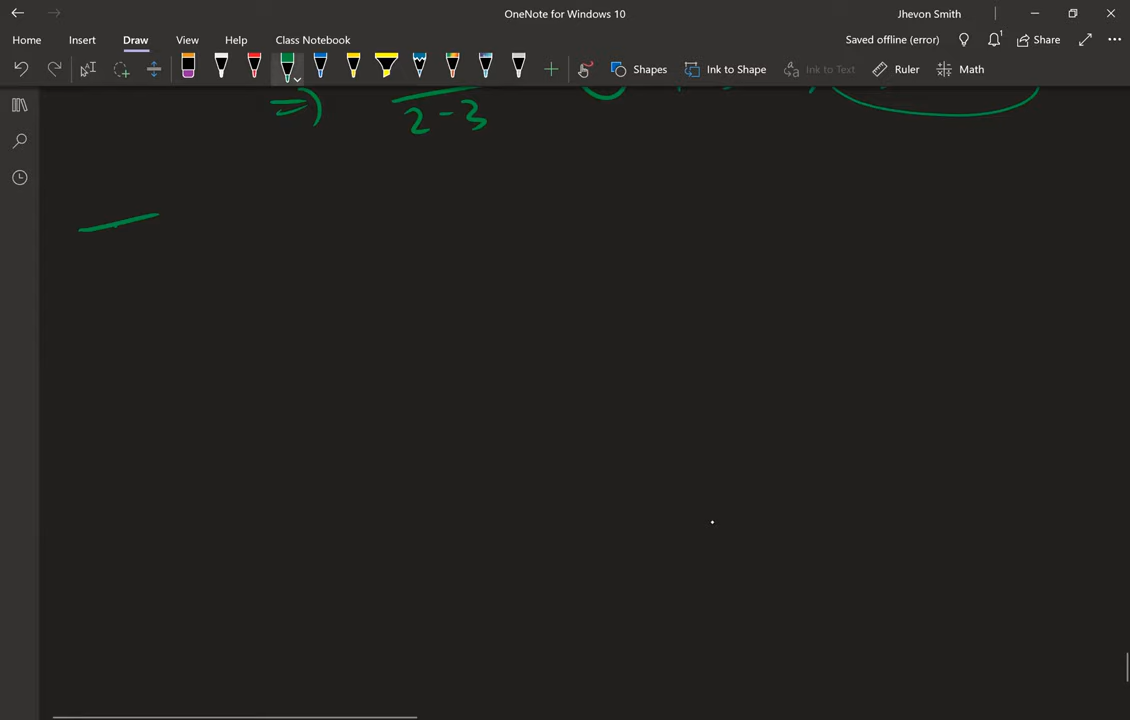 OneNote for Windows 10
Jhevon Smith
Home Insert Draw View Help Class Notebook
Saved offline (error) 1 Share
Shapes Ink to Shape Ink to Text Ruler Math
=>
2 - 3